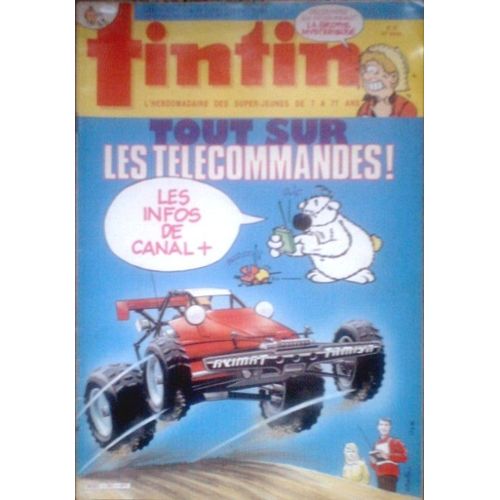 LA GROTTE
MYSTERIEUSE
tintin
L'HEBDOMADAIRE DES SUPER-JEUNES DE 7 A 77 ANS
TOUT SUR
LES TELECOMMANDES!
LES
INFOS
DE
CANAL +
AXIMAT TAMIYA